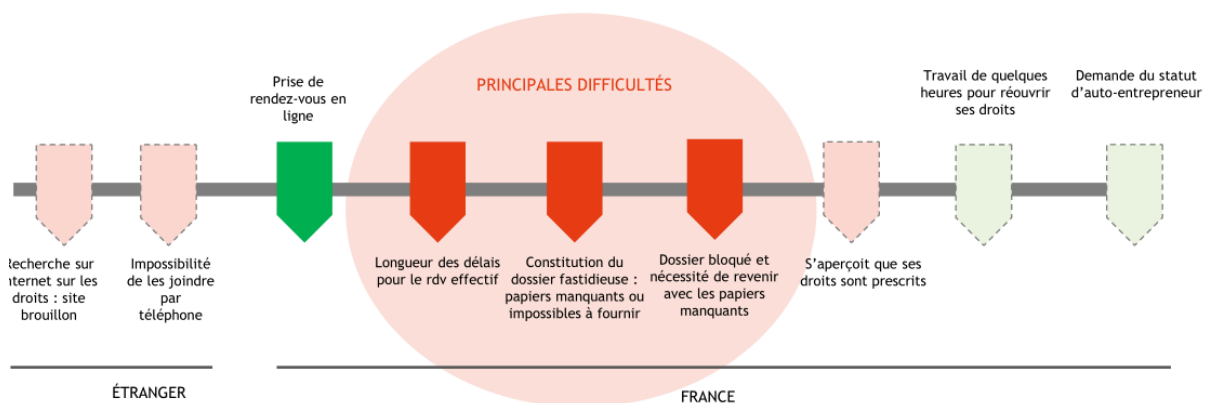 Prise de
rendez-vous en
ligne
PRINCIPALES DIFFICULTÉS
Travail de quelques
heures pour réouvrir
ses droits
Demande du statut
d'auto-entrepreneur
Recherche sur
internet sur les
droits : site
brouillon
Impossibilité
de les joindre
par
téléphone
Longueur des délais
pour le rdv effectif
Constitution du
dossier fastidieuse :
papiers manquants ou
impossibles à fournir
Dossier bloqué et
nécessité de revenir
avec les papiers
manquants
S'aperçoit que ses
droits sont prescrits
ÉTRANGER
FRANCE